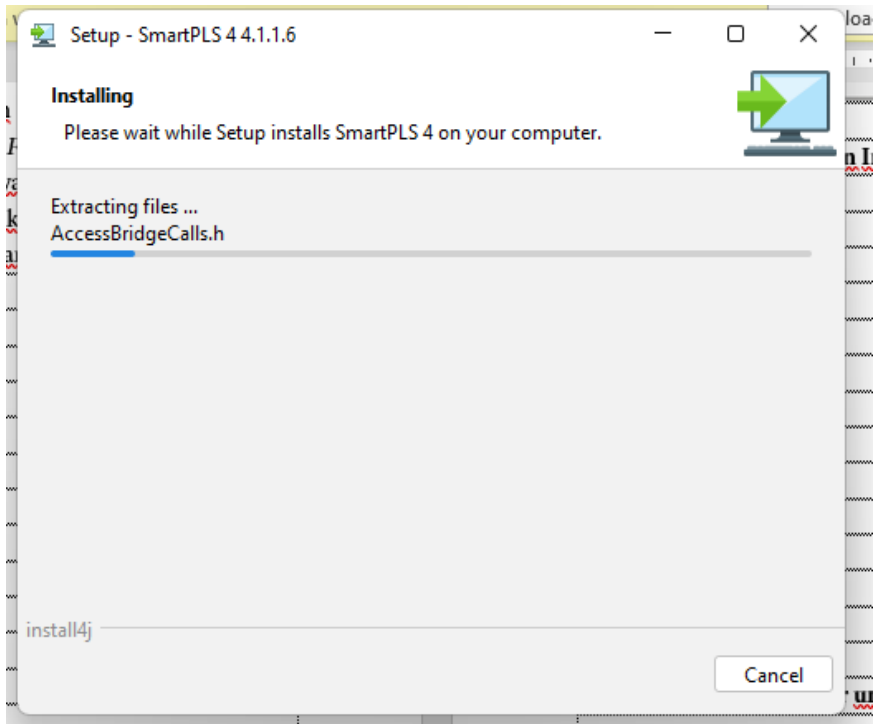 Setup - SmartPLS 4 4.1.1.6
Installing
Please wait while Setup installs SmartPLS 4 on your computer.
Extracting files ...
AccessBridgeCalls.h
install4j
Cancel